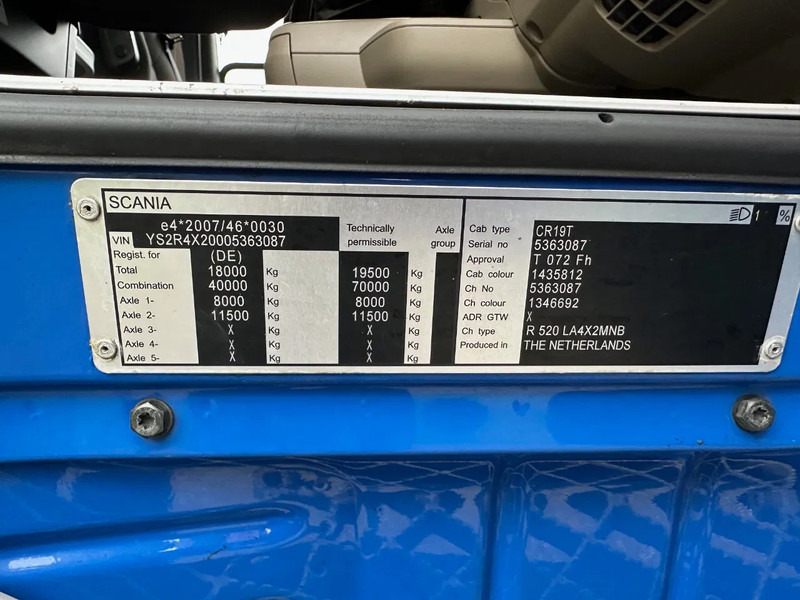 SCANIA
e4*2007/46*0030
VIN YS2R4X20005363087
Technically permissible Axle group
Regist. for (DE)
Total 18000 Kg 19500 Kg
Combination 40000 Kg 70000 Kg
Axle 1- 8000 Kg 8000 Kg
Axle 2- 11500 Kg 11500 Kg
Axle 3- X Kg X Kg
Axle 4- X Kg X Kg
Axle 5- X Kg X Kg
1 %
Cab type CR19T
Serial no 5363087
Approval T 072 Fh
Cab colour 1435812
Ch No 5363087
Ch colour 1346692
ADR GTW X
Ch type R 520 LA4X2MNB
Produced in THE NETHERLANDS